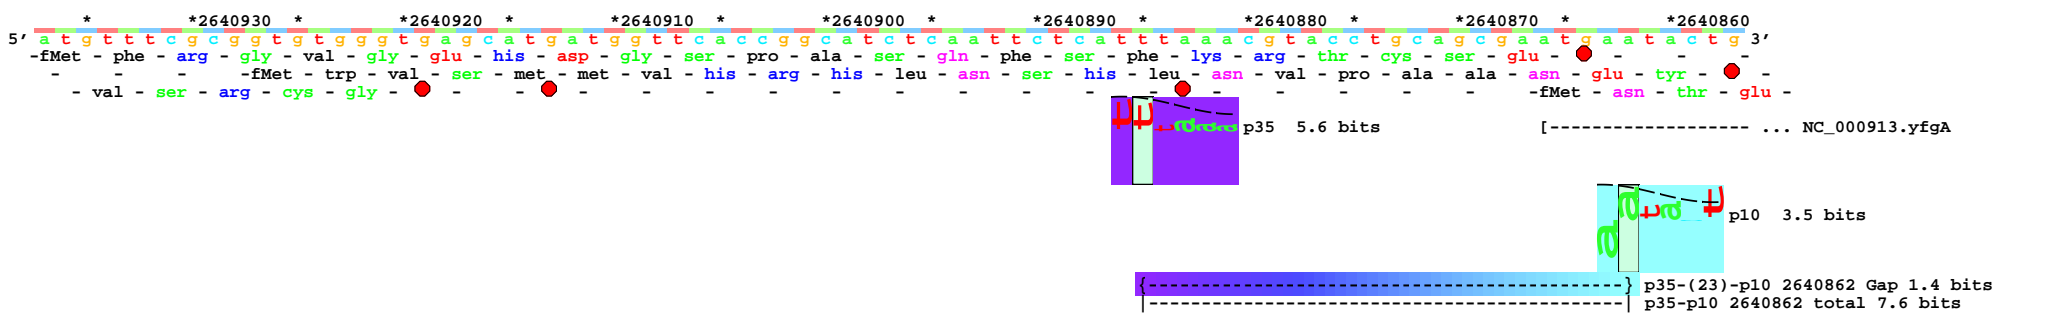 * *2640930 * *2640920 * *2640910 * *2640900 * *2640890 * *2640880 * *2640870 * *2640860
5' a t g t t t c g c g g t g t g g g t g a g c a t g a t g g t t c a c c g g c a t c t c a a t t c t c a t t t a a a c g t a c c t g c a g c g a a t g a a t a c t g 3'
-fMet - phe - arg - gly - val - gly - glu - his - asp - gly - ser - pro - ala - ser - gln - phe - ser - phe - lys - arg - thr - cys - ser - glu - - - -
- - - -fMet - trp - val - ser - met - met - val - his - arg - his - leu - asn - ser - his - leu - asn - val - pro - ala - ala - asn - glu - tyr - -
- val - ser - arg - cys - gly - - - - - - - - - - - - - - - - - - -fMet - asn - thr - glu -
p35 5.6 bits
[------------------- ... NC_000913.yfgA
p10 3.5 bits
{---------------------------------------------} p35-(23)-p10 2640862 Gap 1.4 bits
|---------------------------------------------| p35-p10 2640862 total 7.6 bits